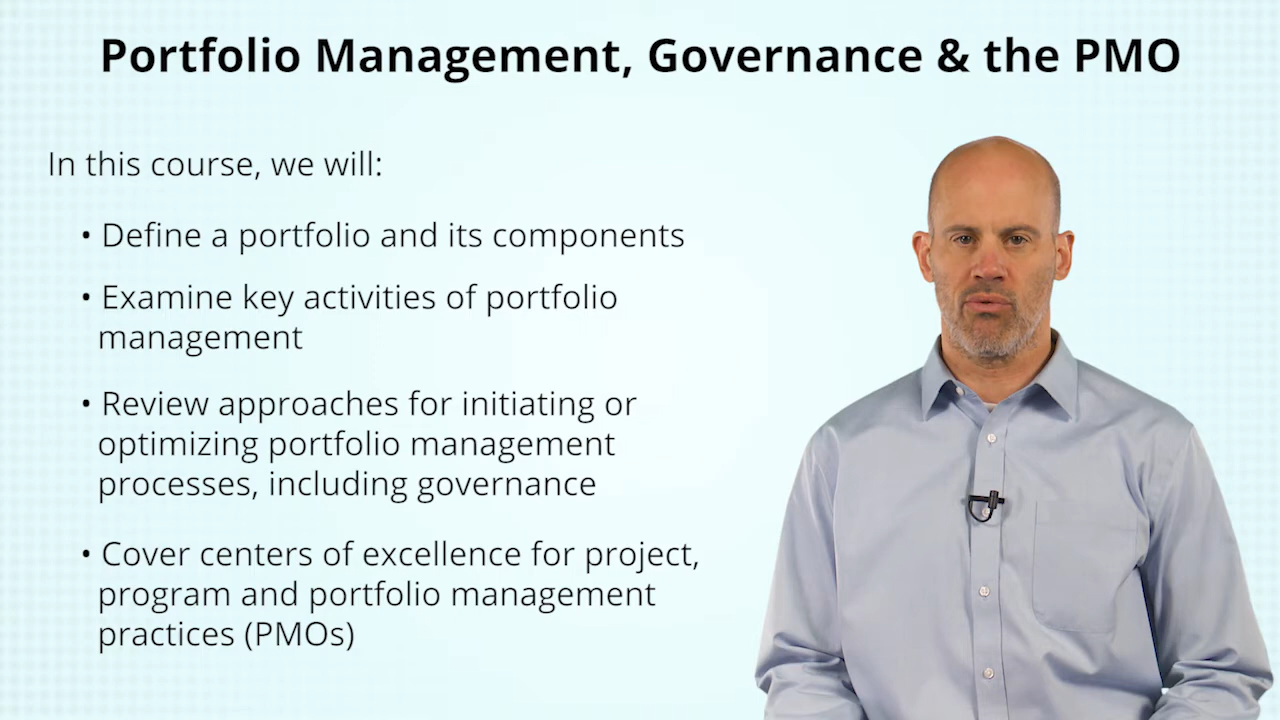 Portfolio Management, Governance & the PMO
In this course, we will:
• Define a portfolio and its components
• Examine key activities of portfolio
management
• Review approaches for initiating or
optimizing portfolio management
processes, including governance
• Cover centers of excellence for project,
program and portfolio management
practices (PMOs)